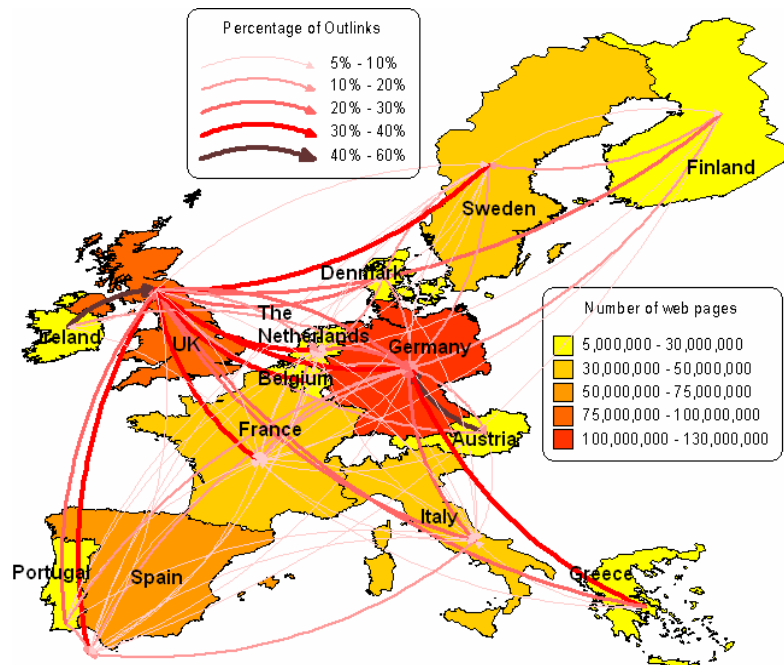 Percentage of Outlinks
5% - 10%
10% - 20%
20% - 30%
30% - 40%
40% - 60%
Finland
Sweden
Denmark
The
Netherlands
Ireland
UK
Germany
Belgium
France
Austria
Italy
Portugal
Spain
Greece
Number of web pages
5,000,000 - 30,000,000
30,000,000 - 50,000,000
50,000,000 - 75,000,000
75,000,000 - 100,000,000
100,000,000 - 130,000,000